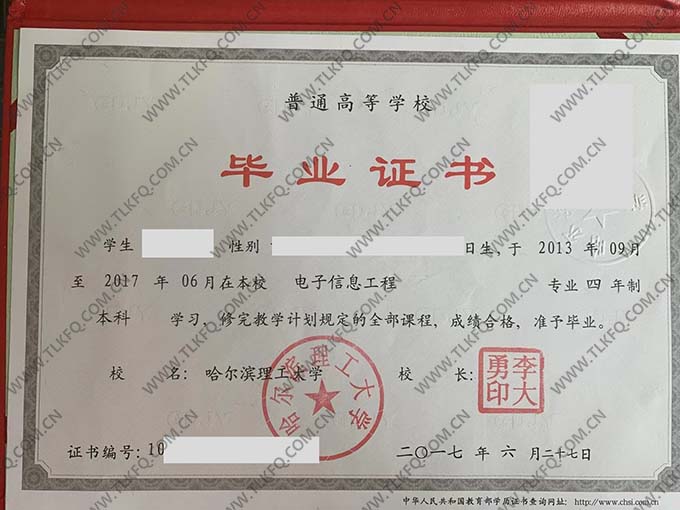 普通高等学校
毕业证书
学生 性别 日生,于 2013 年 09月
至 2017 年 06月在本校 电子信息工程 专业 四 年制
本科 学习, 修完教学计划规定的全部课程, 成绩合格, 准予毕业。
校 名: 哈尔滨理工大学 校 长: 李大勇印
哈尔滨理工大学
证书编号: 10 二〇一七 年 六 月 二十七日
中华人民共和国教育部学历证书查询网址: http://www.chsi.com.cn
WWW.TLKFQ.COM.CN